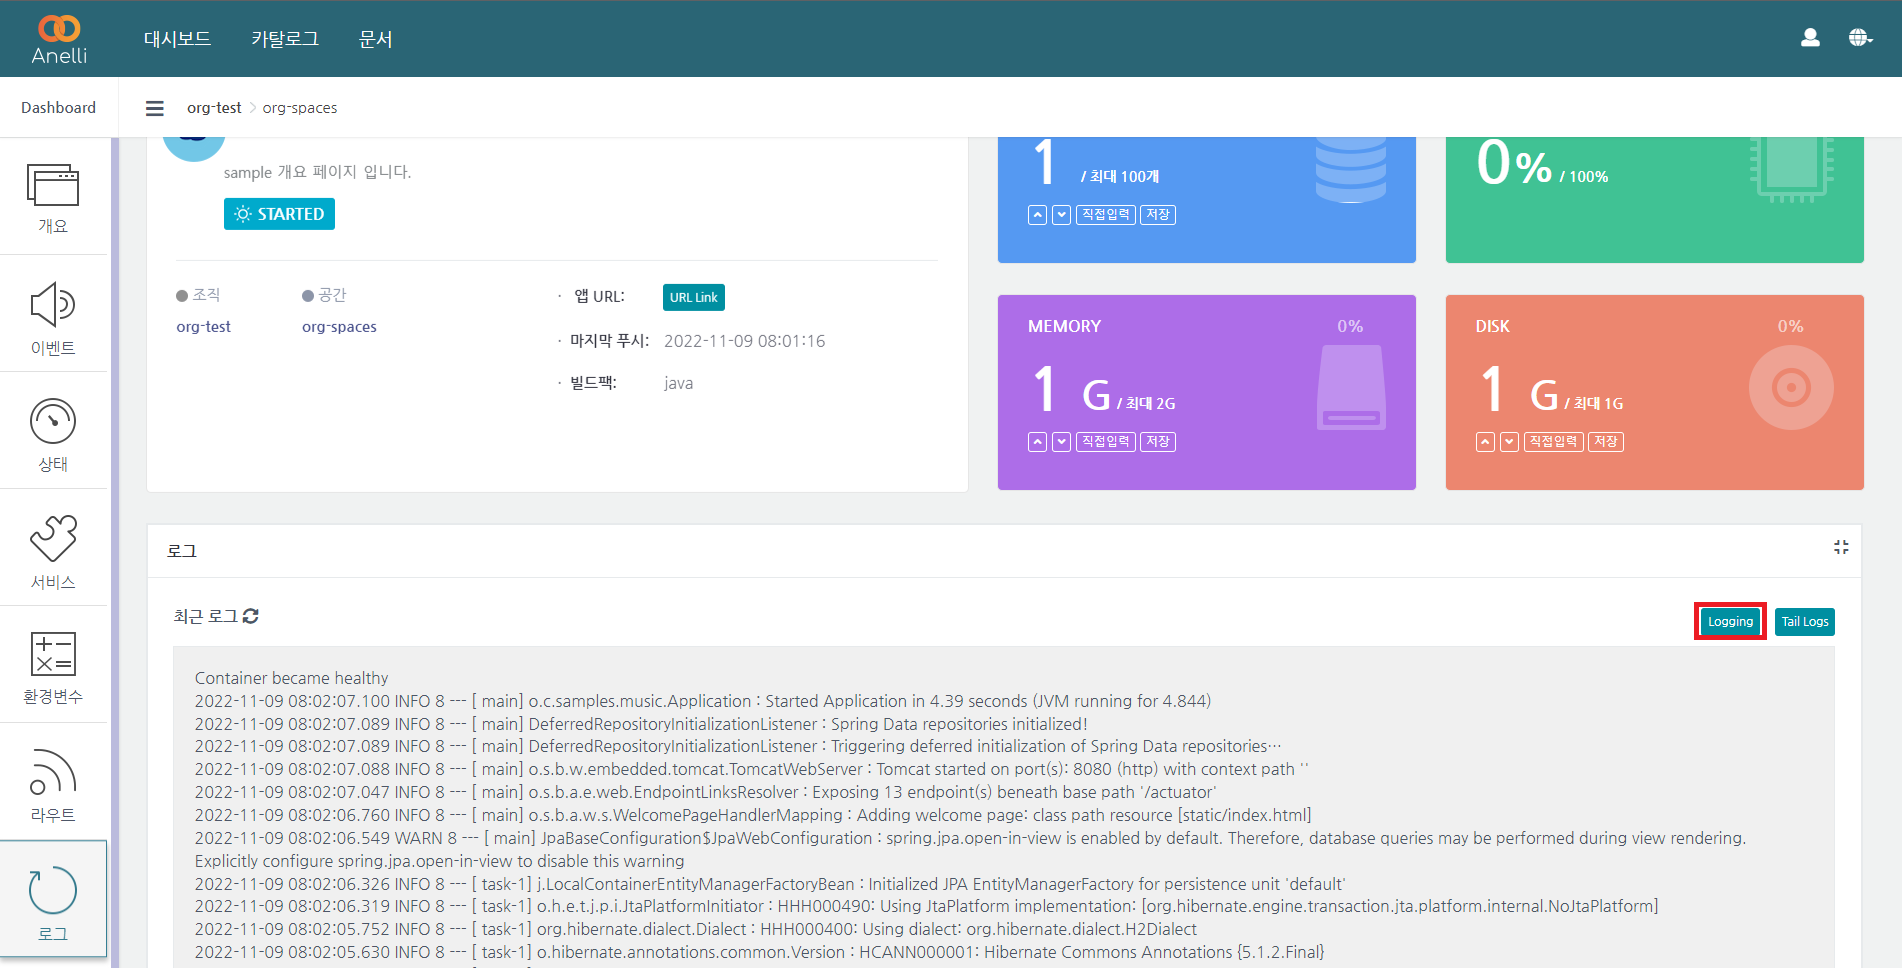 Anelli
대시보드
카탈로그
문서
Dashboard
org-test
org-spaces
개요
이벤트
상태
서비스
환경변수
라우트
로그
sample 개요 페이지 입니다.
STARTED
조직
org-test
공간
org-spaces
· 앱 URL:
URL Link
· 마지막 푸시:
2022-11-09 08:01:16
· 빌드팩:
java
1 / 최대 100개
직접입력
저장
0% / 100%
MEMORY
0%
1 G / 최대 2G
직접입력
저장
DISK
0%
1 G / 최대 1G
직접입력
저장
로그
최근 로그
Logging
Tail Logs
Container became healthy
2022-11-09 08:02:07.100 INFO 8 --- [ main] o.c.samples.music.Application : Started Application in 4.39 seconds (JVM running for 4.844)
2022-11-09 08:02:07.089 INFO 8 --- [ main] DeferredRepositoryInitializationListener : Spring Data repositories initialized!
2022-11-09 08:02:07.089 INFO 8 --- [ main] DeferredRepositoryInitializationListener : Triggering deferred initialization of Spring Data repositories…
2022-11-09 08:02:07.088 INFO 8 --- [ main] o.s.b.w.embedded.tomcat.TomcatWebServer : Tomcat started on port(s): 8080 (http) with context path ''
2022-11-09 08:02:07.047 INFO 8 --- [ main] o.s.b.a.e.web.EndpointLinksResolver : Exposing 13 endpoint(s) beneath base path '/actuator'
2022-11-09 08:02:06.760 INFO 8 --- [ main] o.s.b.a.w.s.WelcomePageHandlerMapping : Adding welcome page: class path resource [static/index.html]
2022-11-09 08:02:06.549 WARN 8 --- [ main] JpaBaseConfiguration$JpaWebConfiguration : spring.jpa.open-in-view is enabled by default. Therefore, database queries may be performed during view rendering.
Explicitly configure spring.jpa.open-in-view to disable this warning
2022-11-09 08:02:06.326 INFO 8 --- [ task-1] j.LocalContainerEntityManagerFactoryBean : Initialized JPA EntityManagerFactory for persistence unit 'default'
2022-11-09 08:02:06.319 INFO 8 --- [ task-1] o.h.e.t.j.p.i.JtaPlatformInitiator : HHH000490: Using JtaPlatform implementation: [org.hibernate.engine.transaction.jta.platform.internal.NoJtaPlatform]
2022-11-09 08:02:05.752 INFO 8 --- [ task-1] org.hibernate.dialect.Dialect : HHH000400: Using dialect: org.hibernate.dialect.H2Dialect
2022-11-09 08:02:05.630 INFO 8 --- [ task-1] o.hibernate.annotations.common.Version : HCANN000001: Hibernate Commons Annotations {5.1.2.Final}